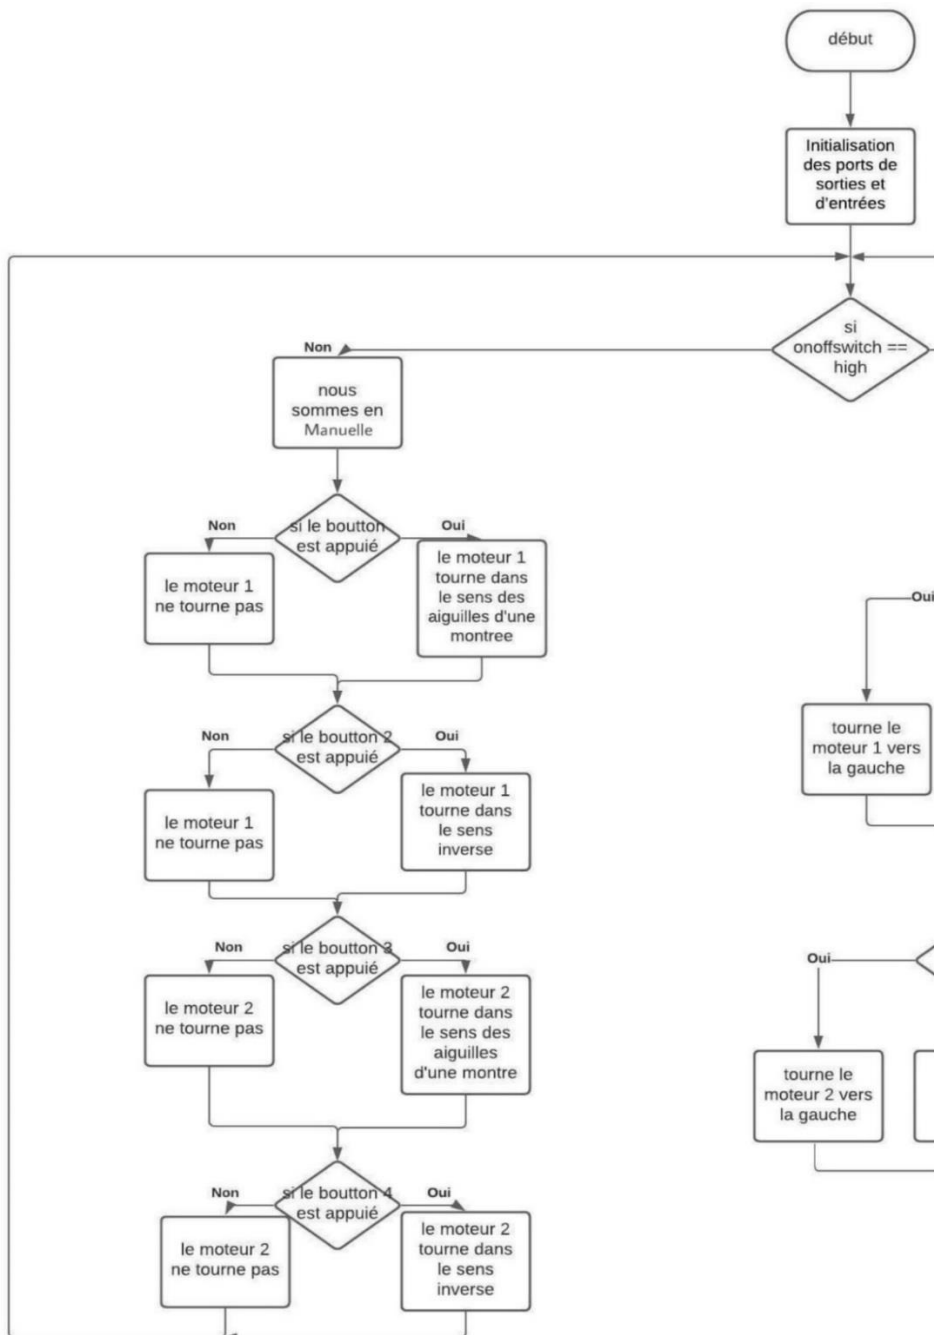 début
Initialisation
des ports de
sorties et
d'entrées
si
onoffswitch ==
high
Non
nous
sommes en
Manuelle
si le boutton
est appuié
Non
Oui
le moteur 1
ne tourne pas
le moteur 1
tourne dans
le sens des
aiguilles d'une
montree
si le boutton 2
est appuié
Non
Oui
le moteur 1
ne tourne pas
le moteur 1
tourne dans
le sens
inverse
si le boutton 3
est appuié
Non
Oui
le moteur 2
ne tourne pas
le moteur 2
tourne dans
le sens des
aiguilles
d'une montre
si le boutton 4
est appuié
Non
Oui
le moteur 2
ne tourne pas
le moteur 2
tourne dans
le sens
inverse
Oui
tourne le
moteur 1 vers
la gauche
Oui
tourne le
moteur 2 vers
la gauche